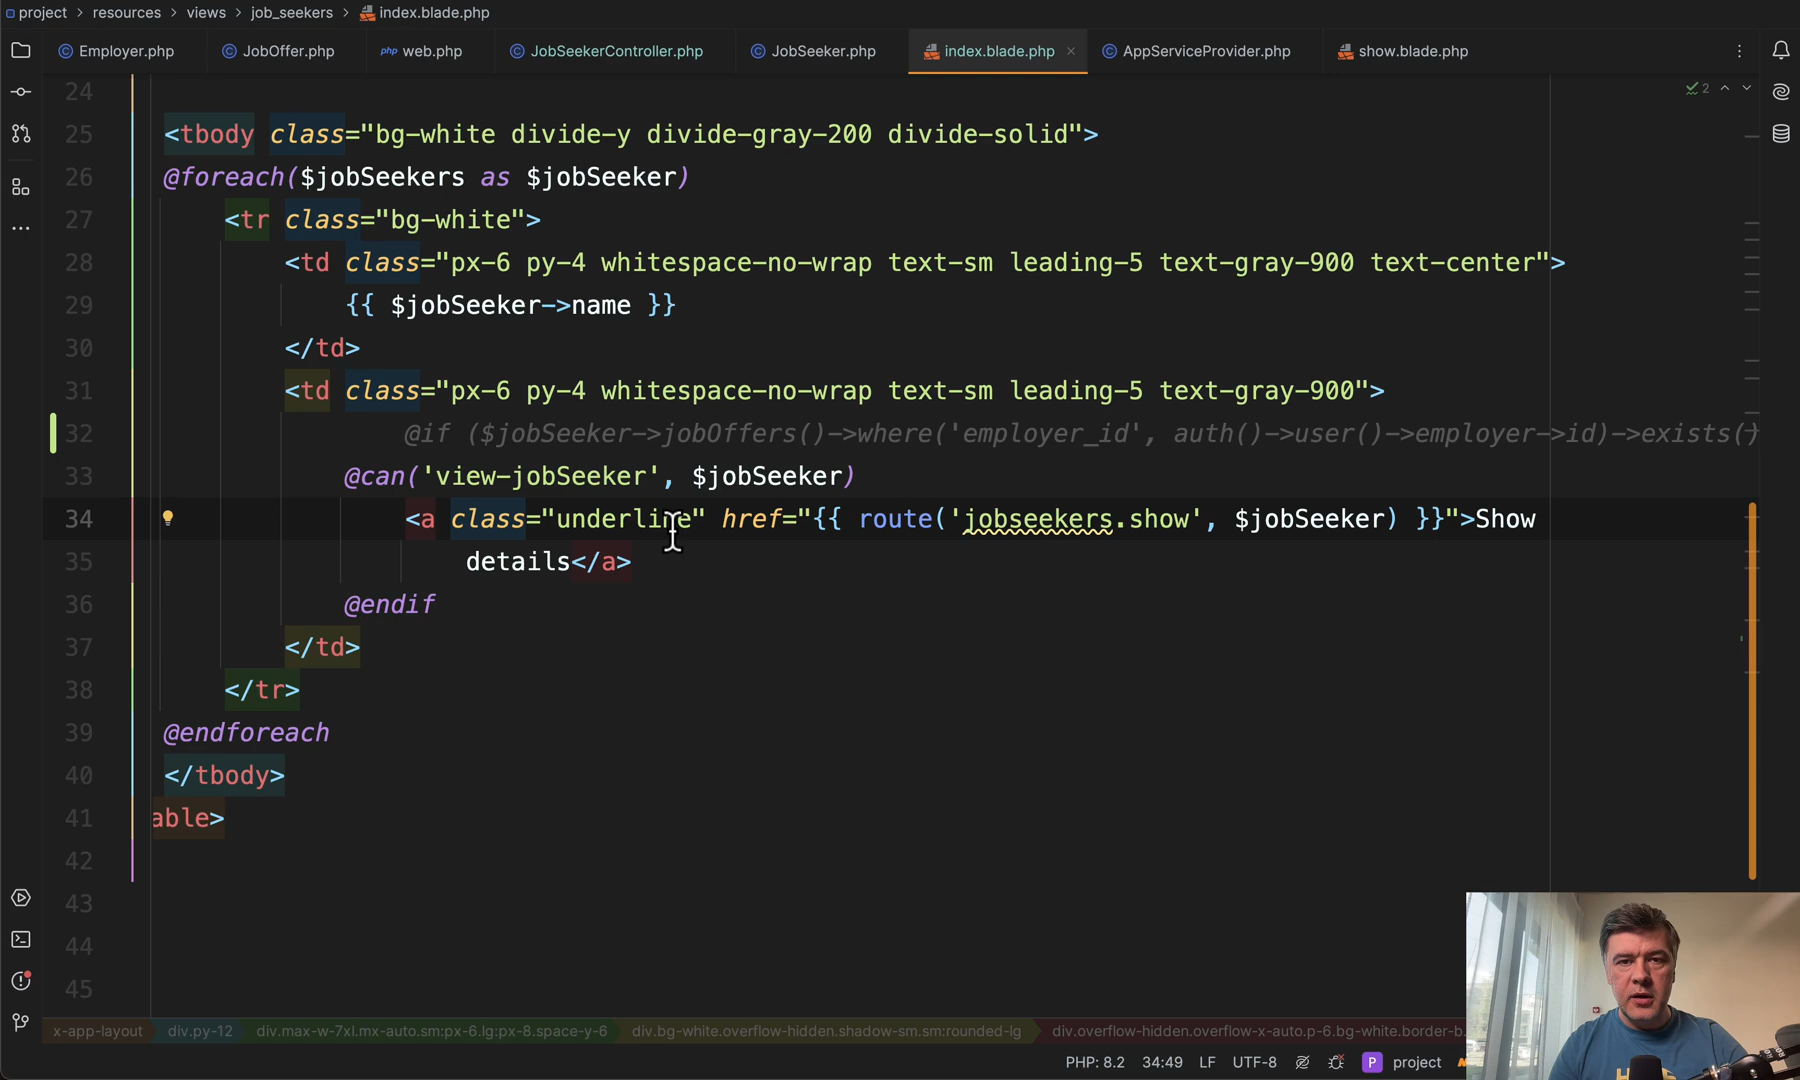 project > resources > views > job_seekers > index.blade.php
Employer.php JobOffer.php php web.php JobSeekerController.php JobSeeker.php index.blade.php × AppServiceProvider.php show.blade.php
2
24
25 <tbody class="bg-white divide-y divide-gray-200 divide-solid">
26 @foreach($jobSeekers as $jobSeeker)
27 <tr class="bg-white">
28 <td class="px-6 py-4 whitespace-no-wrap text-sm leading-5 text-gray-900 text-center">
29 {{ $jobSeeker->name }}
30 </td>
31 <td class="px-6 py-4 whitespace-no-wrap text-sm leading-5 text-gray-900">
32 @if ($jobSeeker->jobOffers()->where('employer_id', auth()->user()->employer->id)->exists()
33 @can('view-jobSeeker', $jobSeeker)
34 <a class="underline" href="{{ route('jobseekers.show', $jobSeeker) }}">Show
35 details</a>
36 @endif
37 </td>
38 </tr>
39 @endforeach
40 </tbody>
41 able>
42
43
44
45
x-app-layout div.py-12 div.max-w-7xl.mx-auto.sm:px-6.lg:px-8.space-y-6 div.bg-white.overflow-hidden.shadow-sm.sm:rounded-lg div.overflow-hidden.overflow-x-auto.p-6.bg-white.border-b.
PHP: 8.2 34:49 LF UTF-8 P project